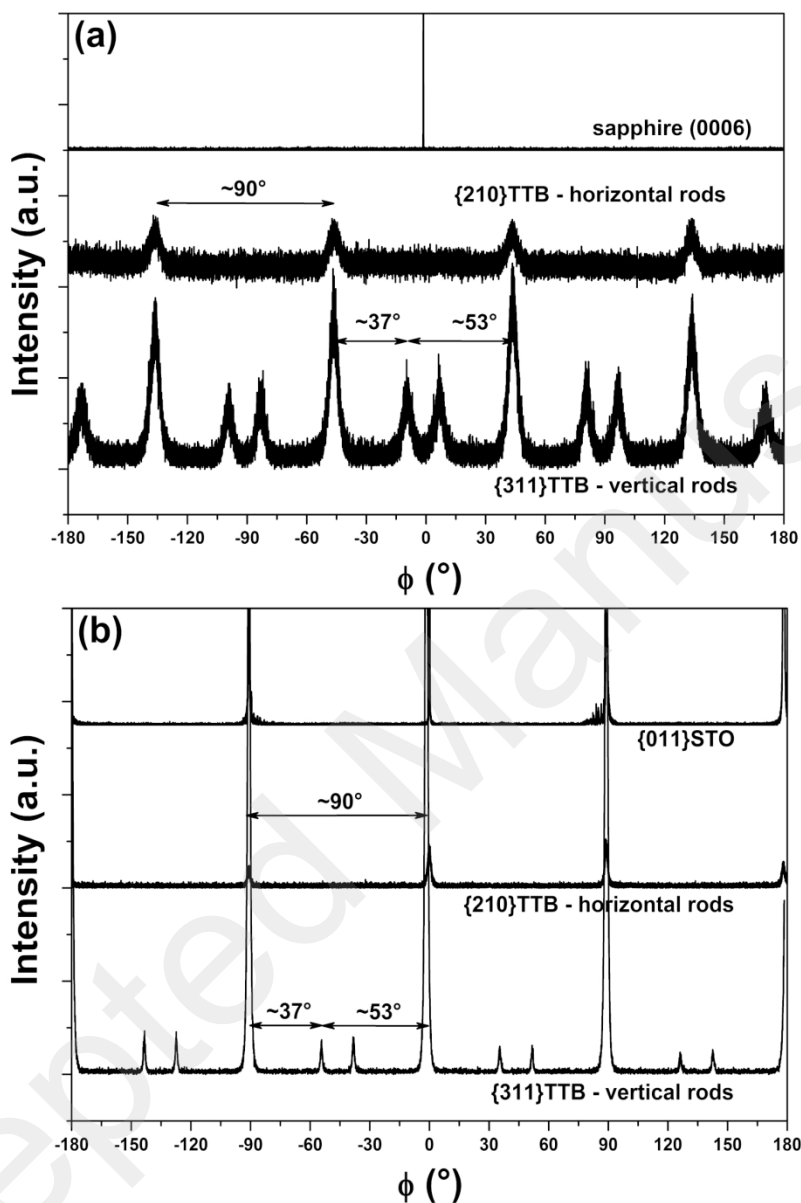 (a)
sapphire (0006)
~90°
{210}TTB - horizontal rods
~37°
~53°
{311}TTB - vertical rods
Intensity (a.u.)
-180 -150 -120 -90 -60 -30 0 30 60 90 120 150 180
ϕ (°)
(b)
{011}STO
~90°
{210}TTB - horizontal rods
~37°
~53°
{311}TTB - vertical rods
Intensity (a.u.)
-180 -150 -120 -90 -60 -30 0 30 60 90 120 150 180
ϕ (°)
epted Manus